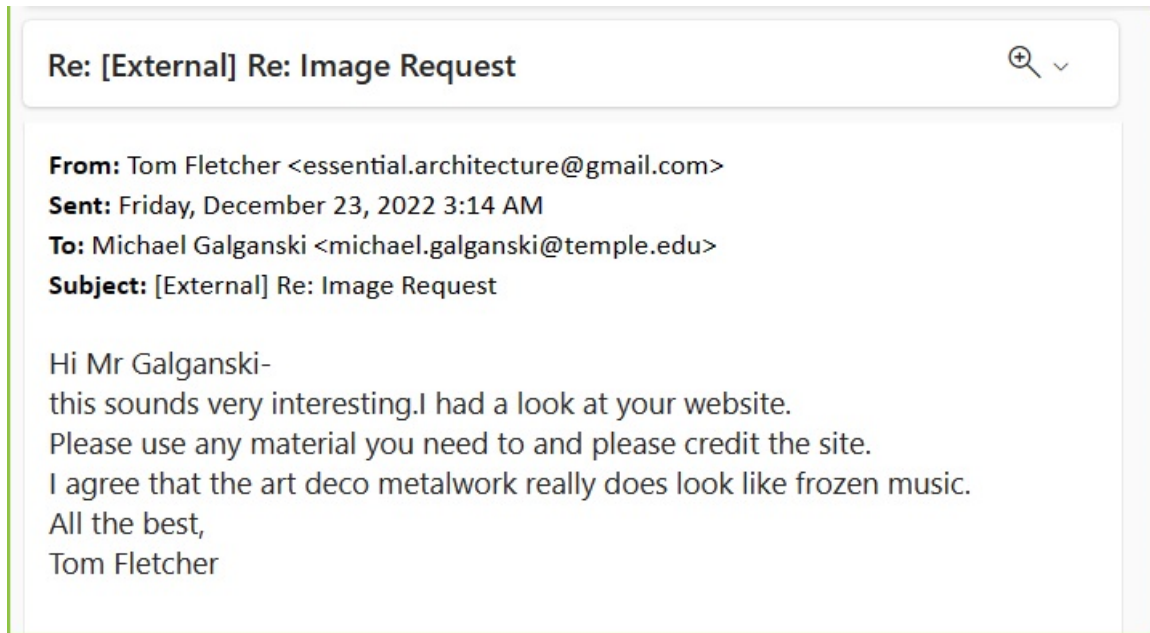 Re: [External] Re: Image Request
From: Tom Fletcher <essential.architecture@gmail.com>
Sent: Friday, December 23, 2022 3:14 AM
To: Michael Galganski <michael.galganski@temple.edu>
Subject: [External] Re: Image Request
Hi Mr Galganski-
this sounds very interesting.I had a look at your website.
Please use any material you need to and please credit the site.
I agree that the art deco metalwork really does look like frozen music.
All the best,
Tom Fletcher